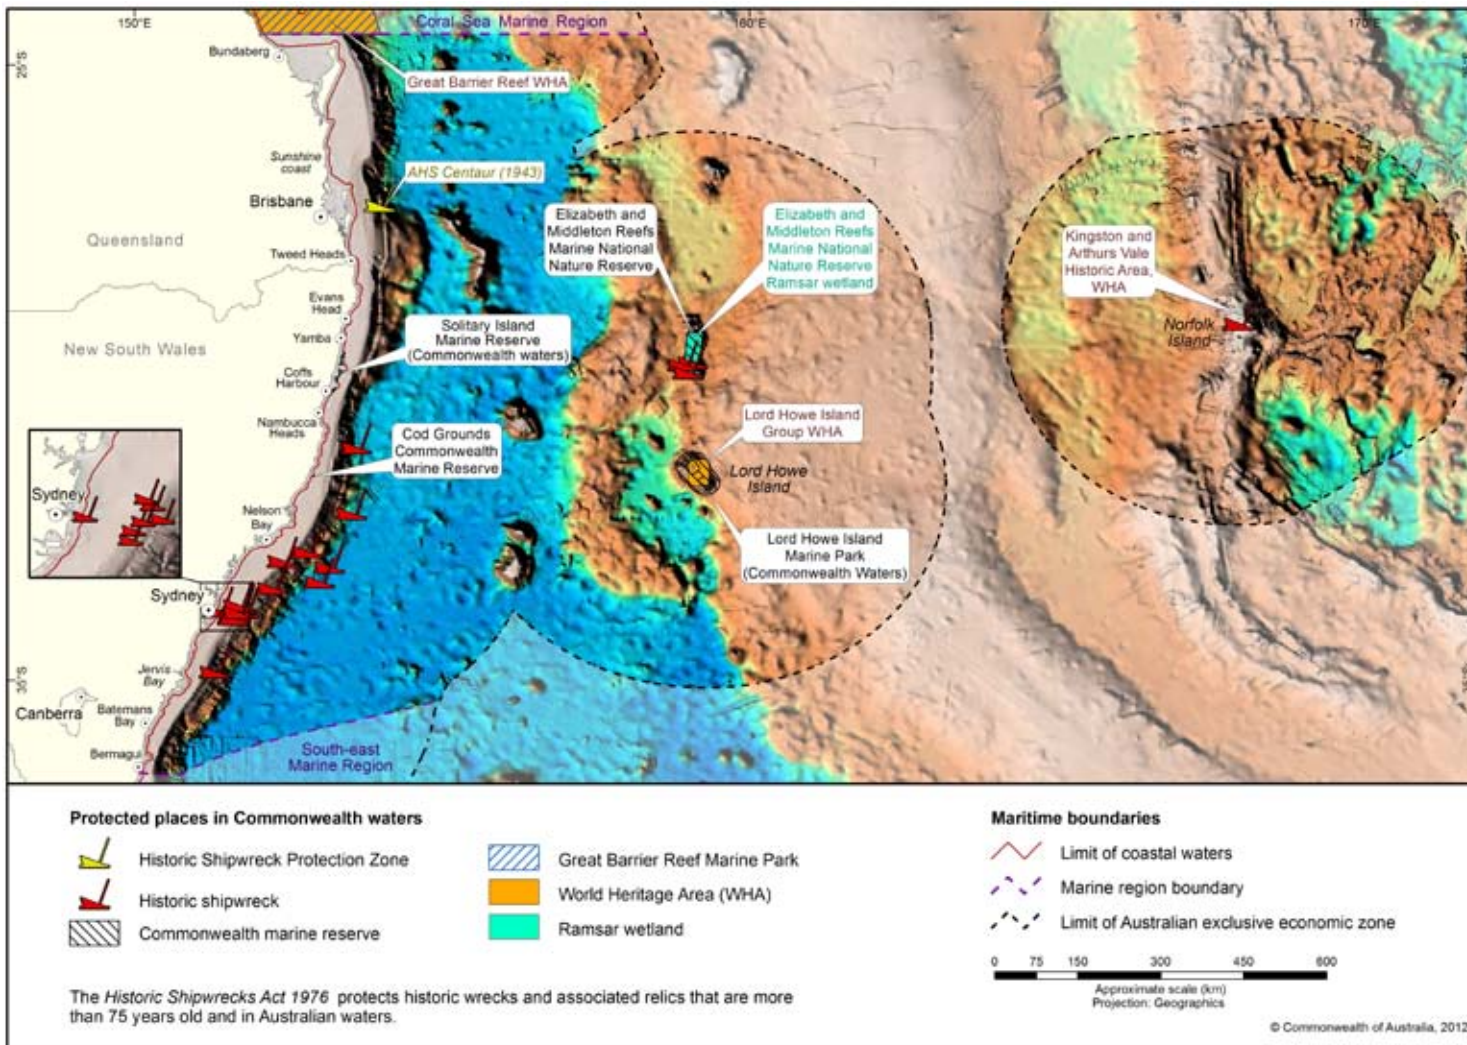 150°E
160°E
170°E
Coral Sea Marine Region
25°S
Bundaberg
Great Barrier Reef WHA
Sunshine
coast
AHS Centaur (1943)
Brisbane
Queensland
Tweed Heads
Elizabeth and
Middleton Reefs
Marine National
Nature Reserve
Elizabeth and
Middleton Reefs
Marine National
Nature Reserve
Ramsar wetland
Kingston and
Arthurs Vale
Historic Area,
WHA
Norfolk
Island
Evans
Head
Yamba
New South Wales
Solitary Island
Marine Reserve
(Commonwealth waters)
Coffs
Harbour
Nambucca
Heads
Cod Grounds
Commonwealth
Marine Reserve
Lord Howe Island
Group WHA
Lord Howe
Island
Sydney
Nelson
Bay
Lord Howe Island
Marine Park
(Commonwealth Waters)
Sydney
Jervis
Bay
35°S
Canberra
Batemans
Bay
Bermagui
South-east
Marine Region
Protected places in Commonwealth waters
Historic Shipwreck Protection Zone
Historic shipwreck
Commonwealth marine reserve
Great Barrier Reef Marine Park
World Heritage Area (WHA)
Ramsar wetland
Maritime boundaries
Limit of coastal waters
Marine region boundary
Limit of Australian exclusive economic zone
0 75 150 300 450 600
Approximate scale (km)
Projection: Geographics
The Historic Shipwrecks Act 1976 protects historic wrecks and associated relics that are more
than 75 years old and in Australian waters.
© Commonwealth of Australia, 2012